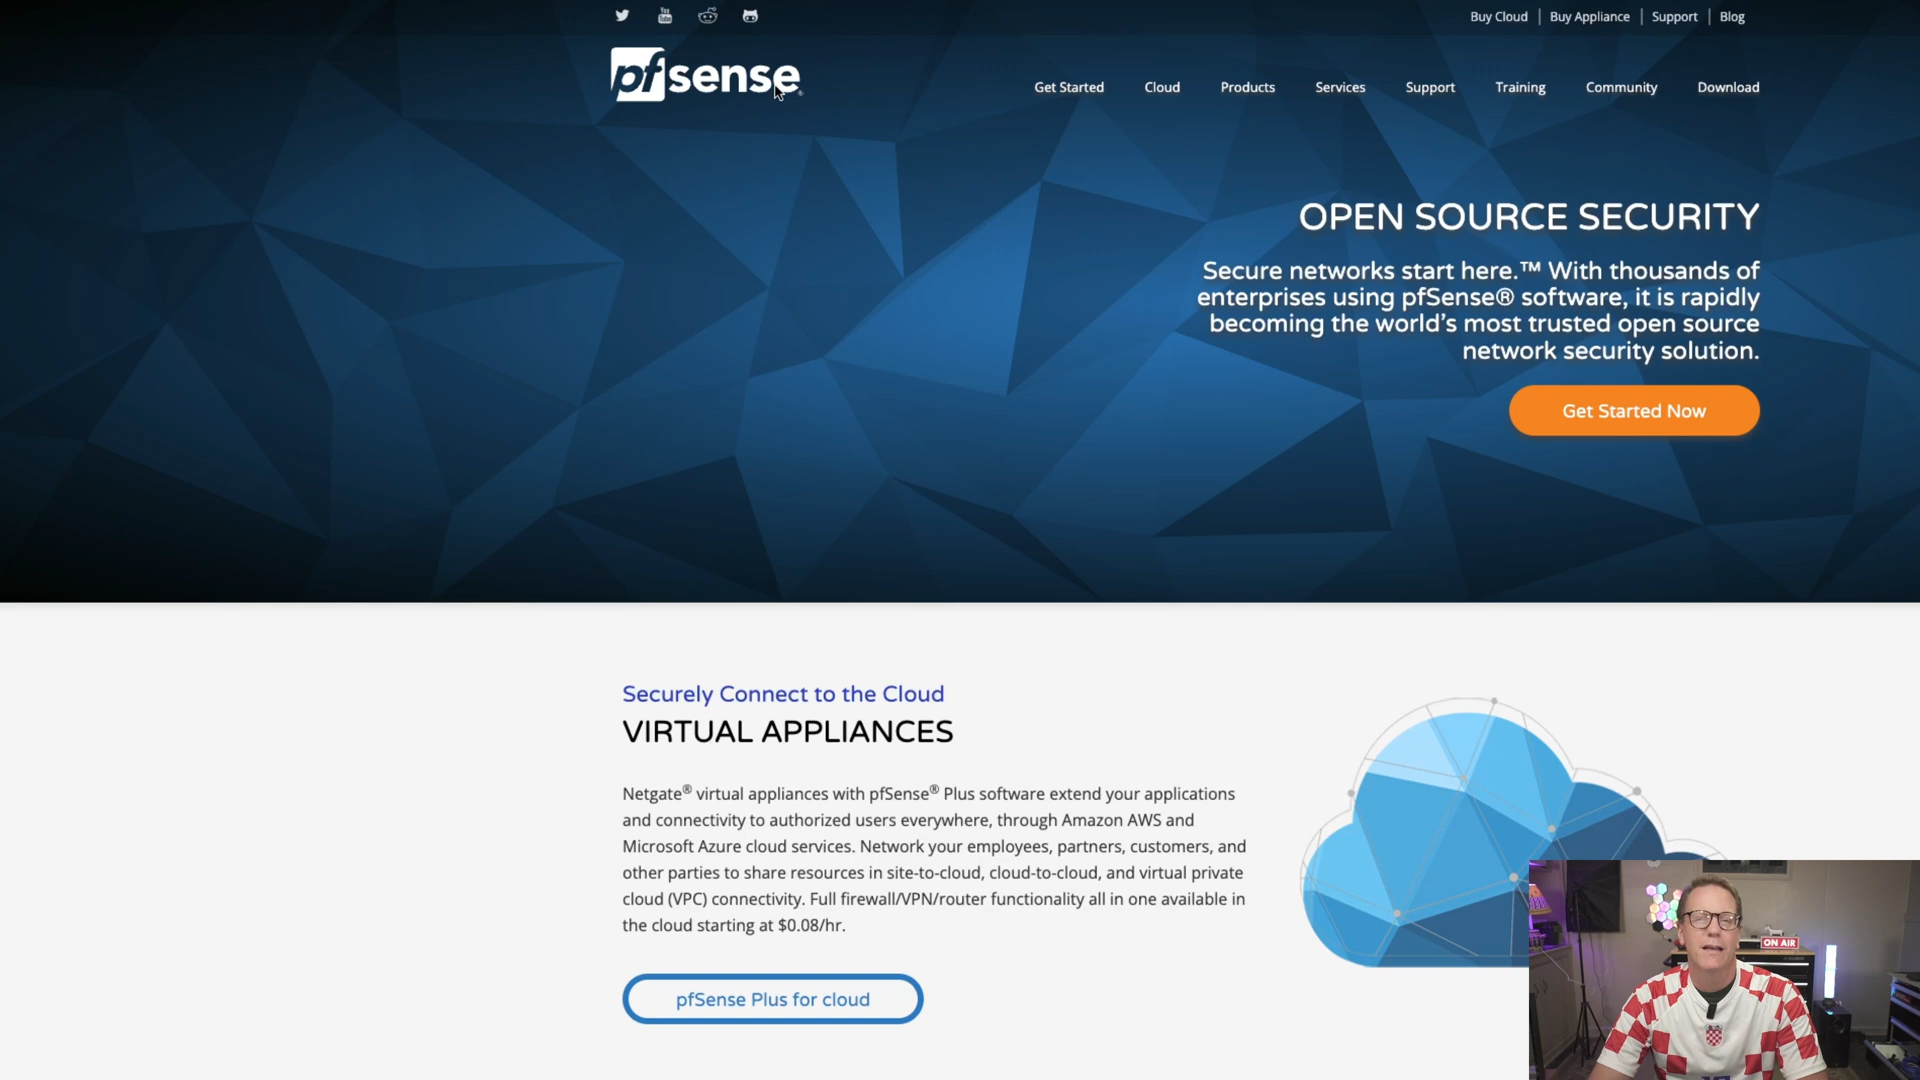 Buy Cloud | Buy Appliance | Support | Blog
pfsense®
Get Started Cloud Products Services Support Training Community Download
OPEN SOURCE SECURITY
Secure networks start here.™ With thousands of
enterprises using pfSense® software, it is rapidly
becoming the world's most trusted open source
network security solution.
Get Started Now
Securely Connect to the Cloud
VIRTUAL APPLIANCES
Netgate® virtual appliances with pfSense® Plus software extend your applications
and connectivity to authorized users everywhere, through Amazon AWS and
Microsoft Azure cloud services. Network your employees, partners, customers, and
other parties to share resources in site-to-cloud, cloud-to-cloud, and virtual private
cloud (VPC) connectivity. Full firewall/VPN/router functionality all in one available in
the cloud starting at $0.08/hr.
pfSense Plus for cloud
ON AIR